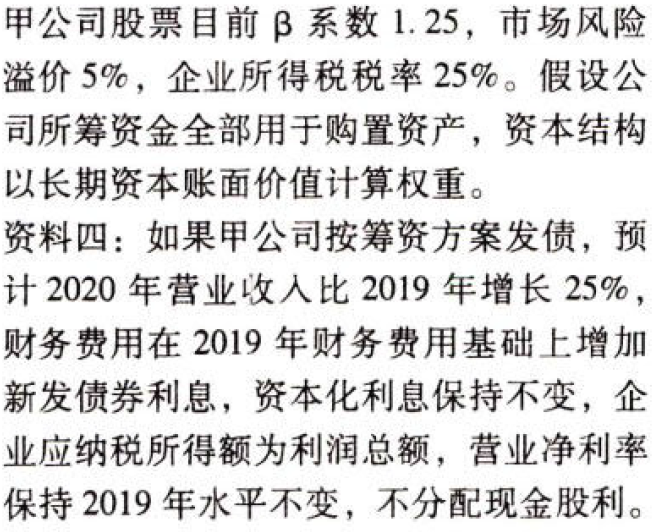 甲公司股票目前 β 系数 1.25，市场风险
溢价 5%，企业所得税税率 25%。假设公
司所筹资金全部用于购置资产，资本结构
以长期资本账面价值计算权重。
资料四：如果甲公司按筹资方案发债，预
计 2020 年营业收入比 2019 年增长 25%，
财务费用在 2019 年财务费用基础上增加
新发债券利息，资本化利息保持不变，企
业应纳税所得额为利润总额，营业净利率
保持 2019 年水平不变，不分配现金股利。